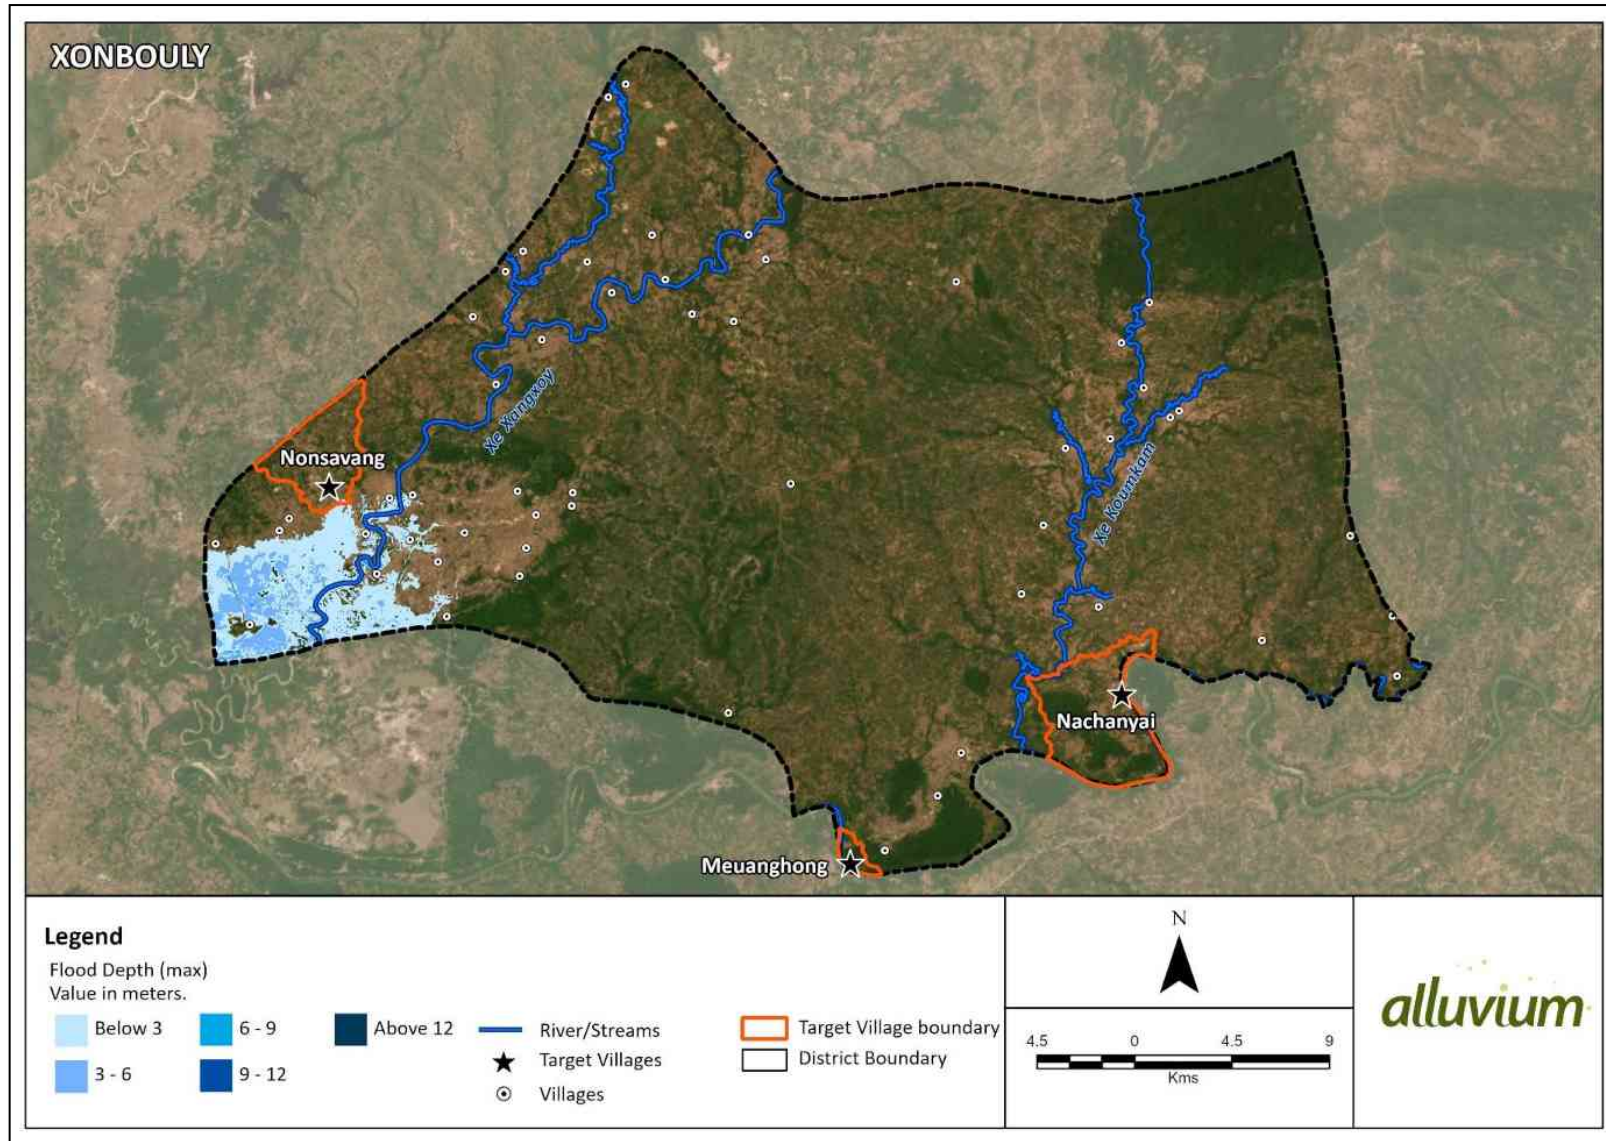 XONBOULY
Xe Xangxoy
Nonsavang
Xe Koumkam
Nachanyai
Meuanghong
Legend
Flood Depth (max)
Value in meters.
Below 3
6 - 9
Above 12
River/Streams
Target Village boundary
Target Villages
District Boundary
3 - 6
9 - 12
Villages
N
4.5 0 4.5 9
Kms
alluvium